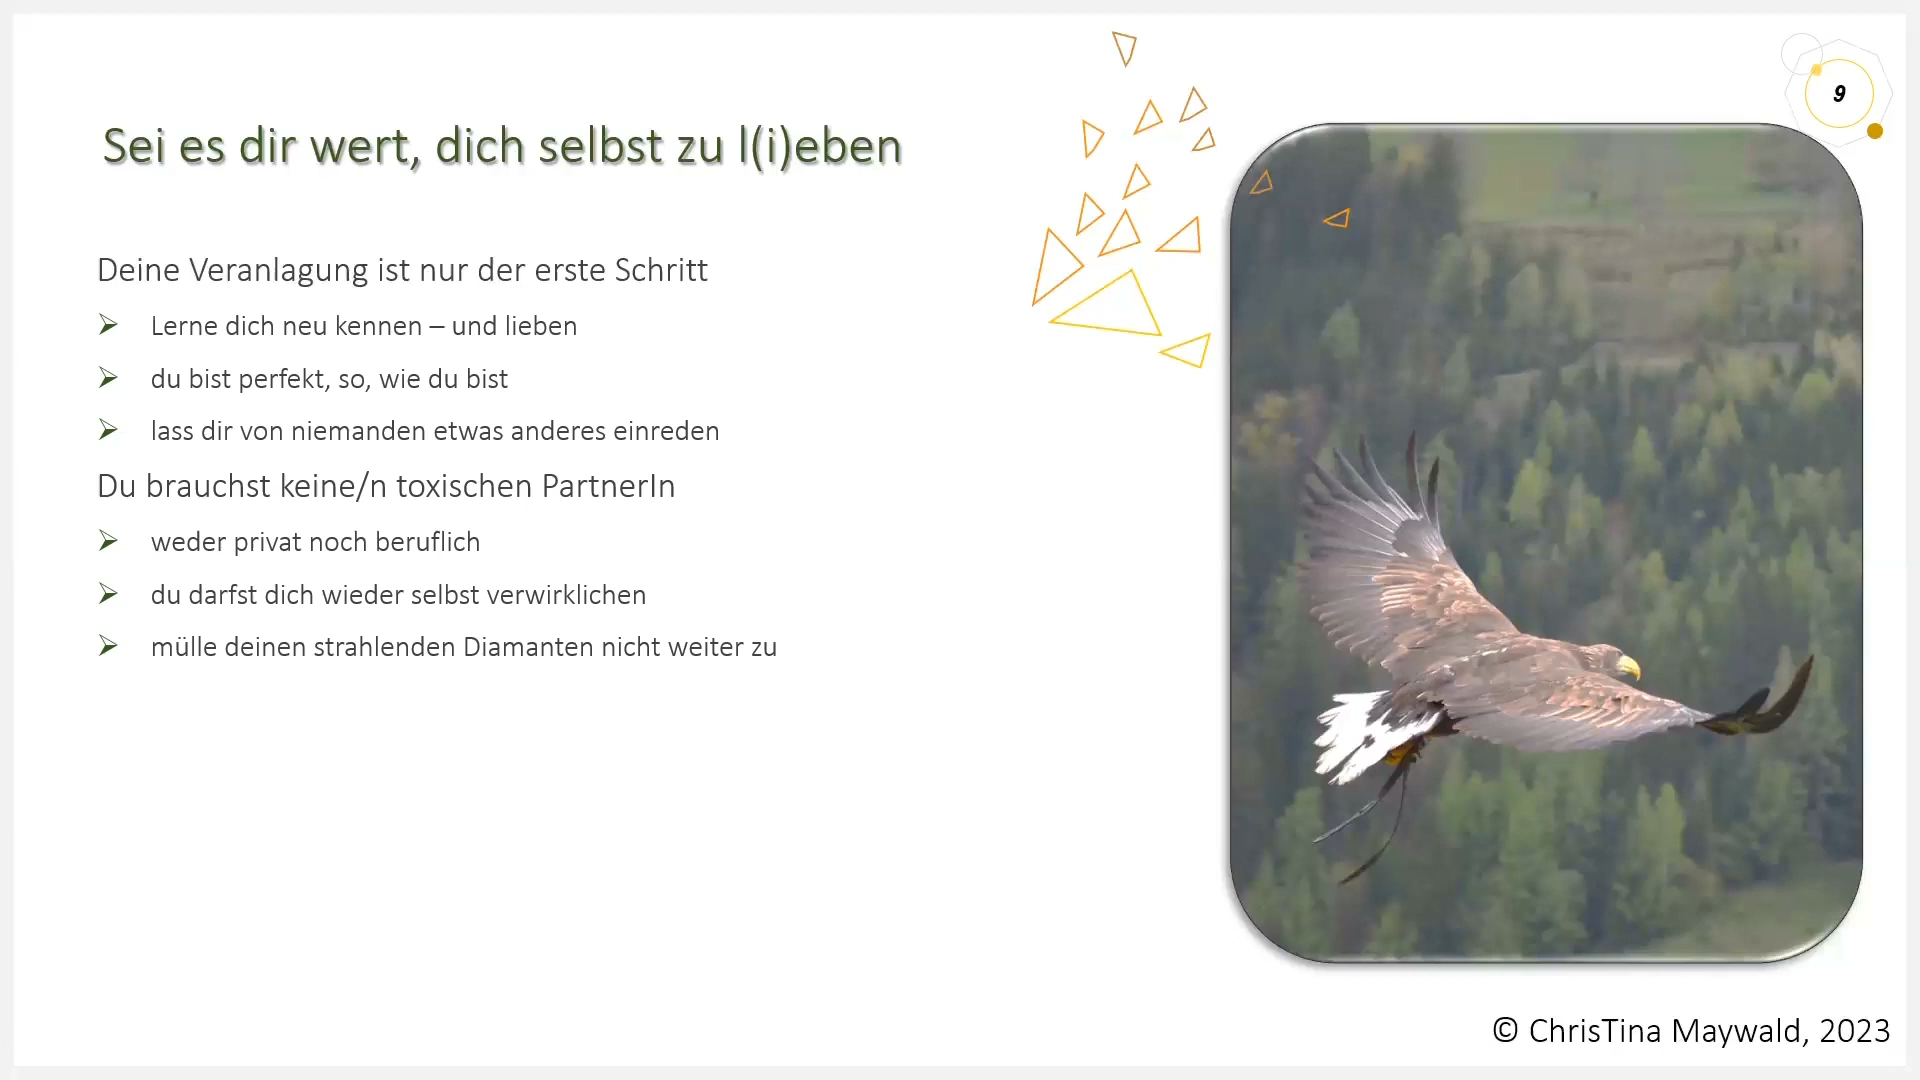 9
Sei es dir wert, dich selbst zu l(i)eben
Deine Veranlagung ist nur der erste Schritt
Lerne dich neu kennen – und lieben
du bist perfekt, so, wie du bist
lass dir von niemanden etwas anderes einreden
Du brauchst keine/n toxischen PartnerIn
weder privat noch beruflich
du darfst dich wieder selbst verwirklichen
mülle deinen strahlenden Diamanten nicht weiter zu
© ChrisTina Maywald, 2023